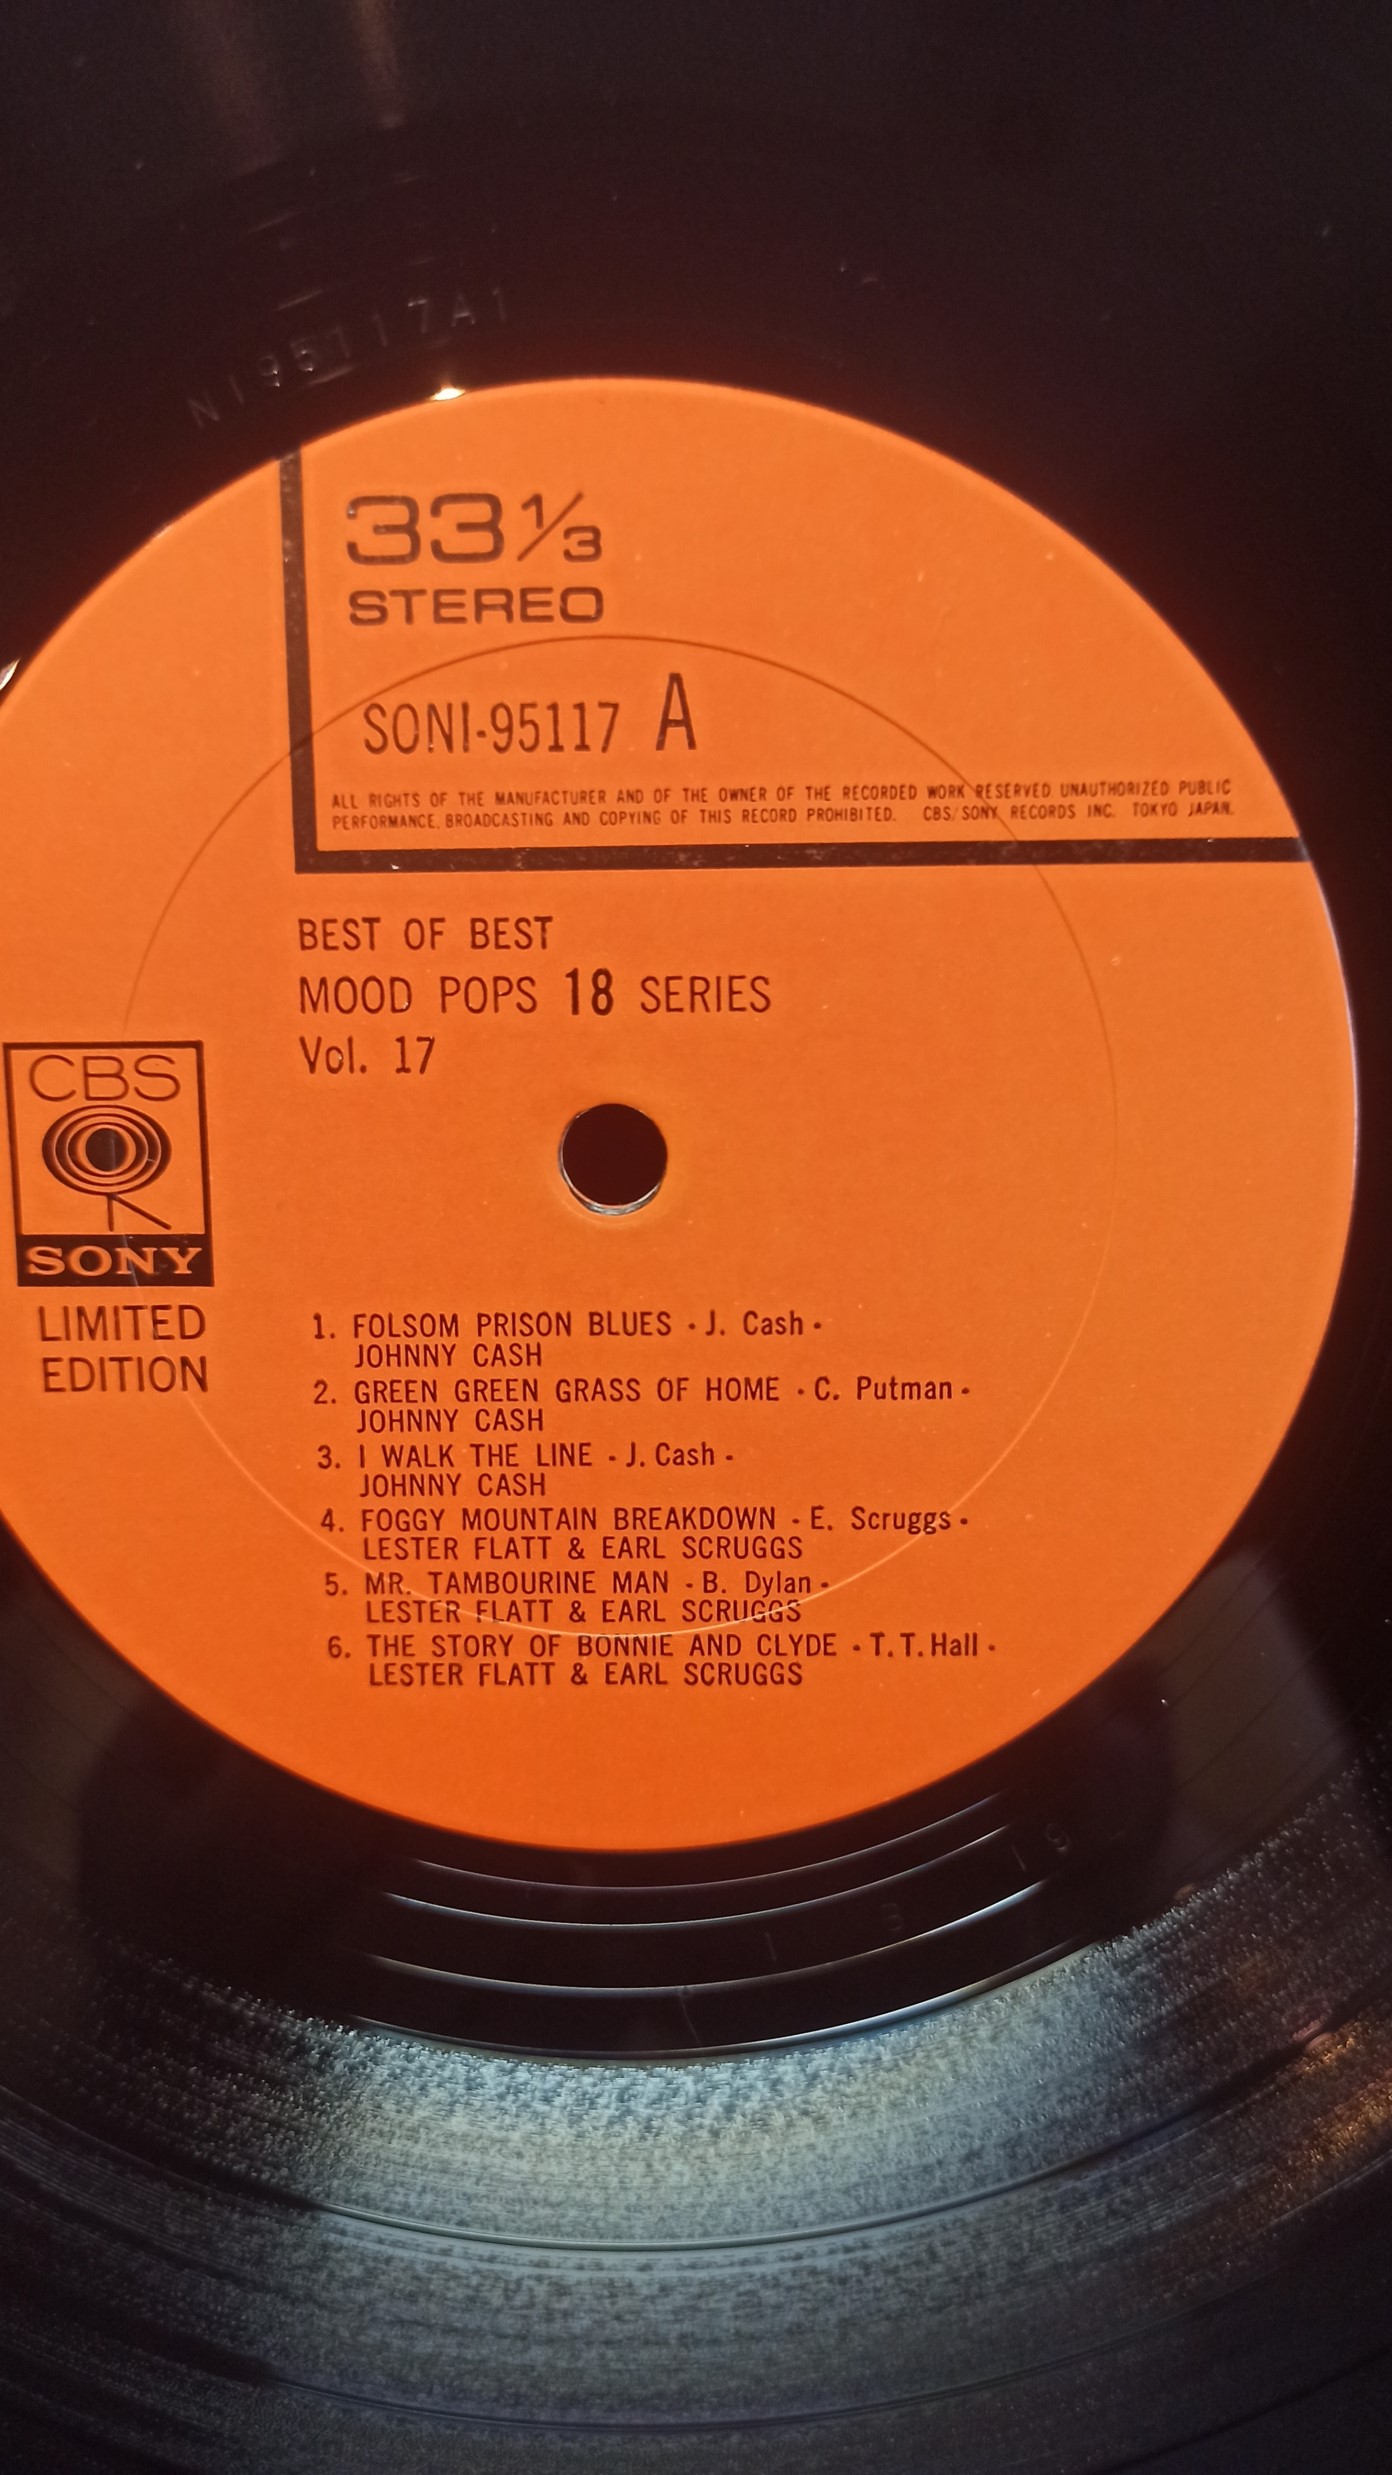 N195117A1
33 1/3
STEREO
SONI-95117 A
ALL RIGHTS OF THE MANUFACTURER AND OF THE OWNER OF THE RECORDED WORK RESERVED UNAUTHORIZED PUBLIC
PERFORMANCE, BROADCASTING AND COPYING OF THIS RECORD PROHIBITED. CBS/SONY RECORDS INC. TOKYO JAPAN.
BEST OF BEST
MOOD POPS 18 SERIES
Vol. 17
CBS
SONY
LIMITED
EDITION
1. FOLSOM PRISON BLUES · J. Cash ·
JOHNNY CASH
2. GREEN GREEN GRASS OF HOME · C. Putman ·
JOHNNY CASH
3. I WALK THE LINE · J. Cash ·
JOHNNY CASH
4. FOGGY MOUNTAIN BREAKDOWN · E. Scruggs ·
LESTER FLATT & EARL SCRUGGS
5. MR. TAMBOURINE MAN · B. Dylan ·
LESTER FLATT & EARL SCRUGGS
6. THE STORY OF BONNIE AND CLYDE · T. T. Hall ·
LESTER FLATT & EARL SCRUGGS